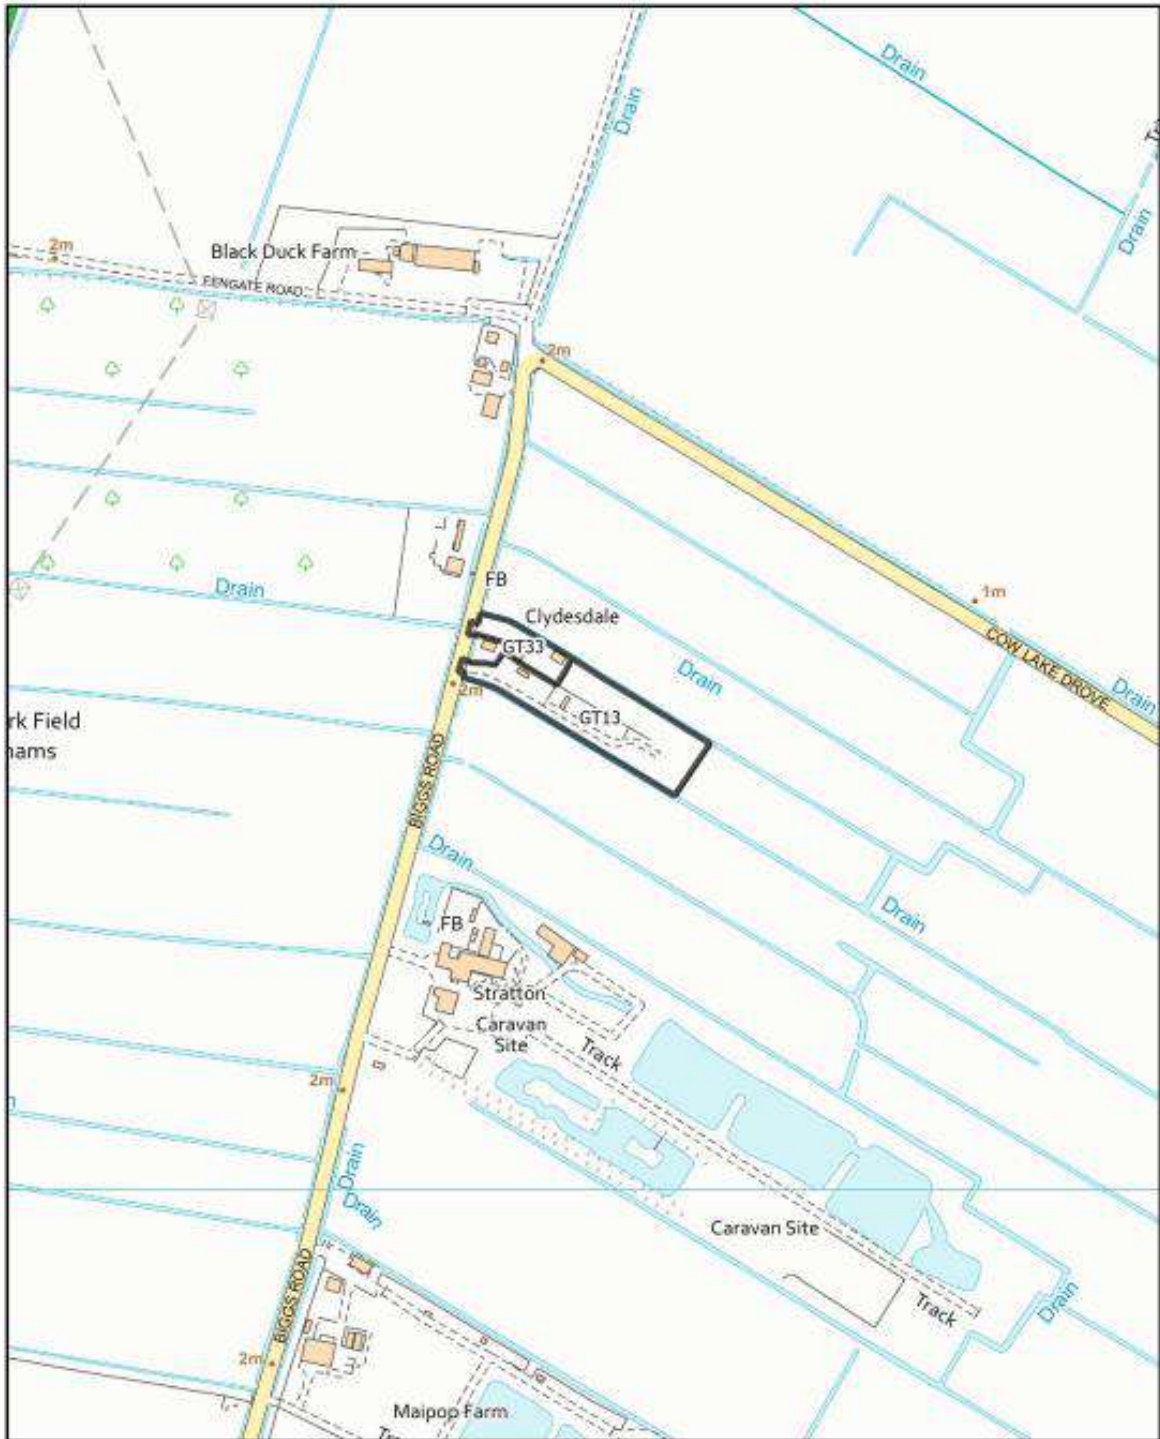 Drain
Drain
Drain
2m
Black Duck Farm
FENGATE ROAD
2m
Drain
FB
1m
Clydesdale
COW LAKE DROVE
GT33
Drain
Drain
2m
GT13
rk Field
BIGGS ROAD
Drain
Drain
FB
Stratton
Caravan
Site
Track
2m
Drain
Drain
Caravan Site
BIGGS ROAD
Track
Drain
2m
Maipop Farm